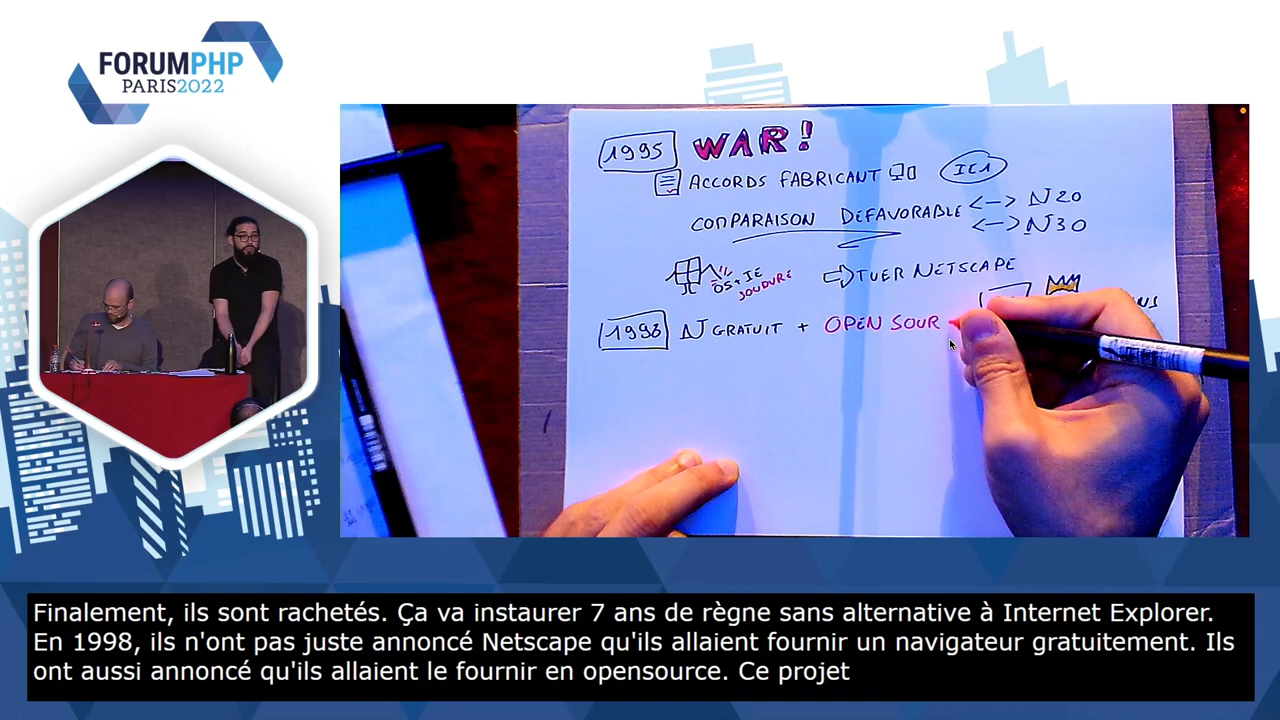 FORUMPHP
PARIS2022
1995 WAR!
ACCORDS FABRICANT IE1
COMPARAISON DEFAVORABLE <--> N20
<--> N30
OS + IE
TUER NETSCAPE
1998 N GRATUIT + OPEN SOUR
Finalement, ils sont rachetés. Ça va instaurer 7 ans de règne sans alternative à Internet Explorer.
En 1998, ils n'ont pas juste annoncé Netscape qu'ils allaient fournir un navigateur gratuitement. Ils
ont aussi annoncé qu'ils allaient le fournir en opensource. Ce projet